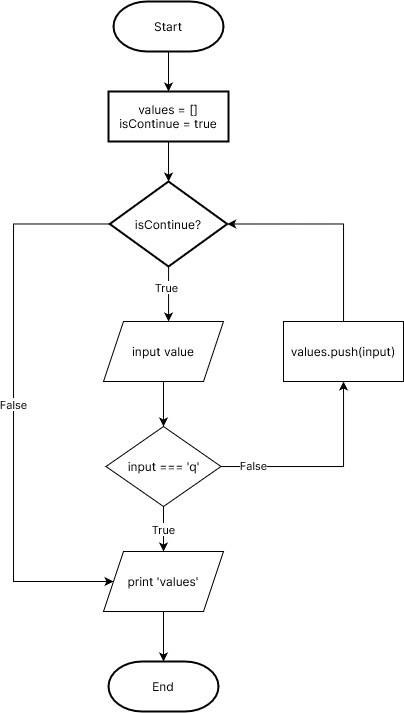 Start
values = []
isContinue = true
isContinue?
True
input value
values.push(input)
False
input === 'q'
False
True
print 'values'
End